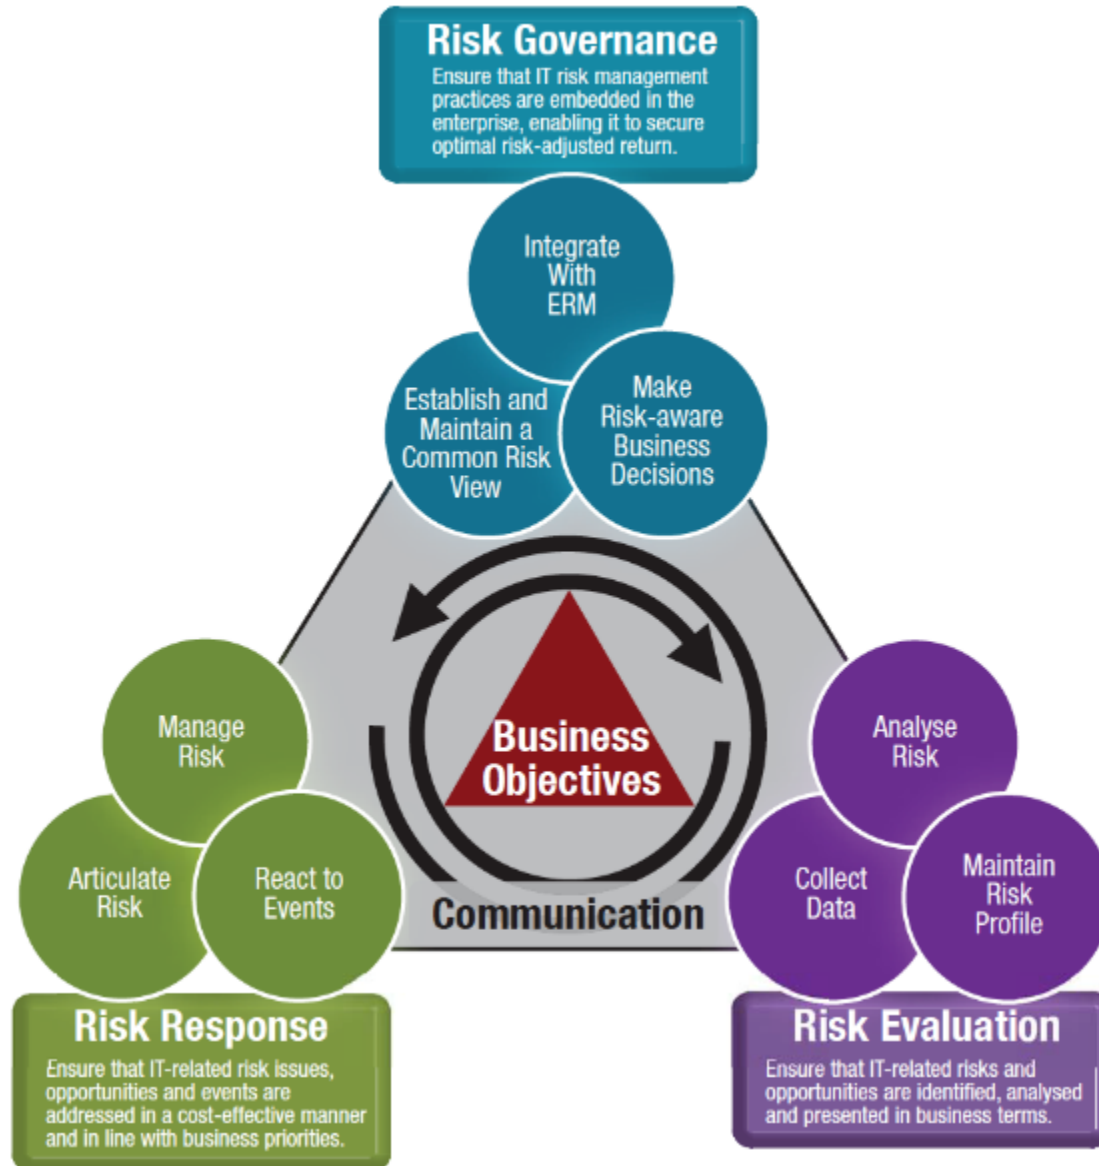 Risk Governance
Ensure that IT risk management
practices are embedded in the
enterprise, enabling it to secure
optimal risk-adjusted return.
Integrate
With
ERM
Establish and
Maintain a
Common Risk
View
Make
Risk-aware
Business
Decisions
Business
Objectives
Communication
Manage
Risk
Articulate
Risk
React to
Events
Risk Response
Ensure that IT-related risk issues,
opportunities and events are
addressed in a cost-effective manner
and in line with business priorities.
Analyse
Risk
Collect
Data
Maintain
Risk
Profile
Risk Evaluation
Ensure that IT-related risks and
opportunities are identified, analysed
and presented in business terms.